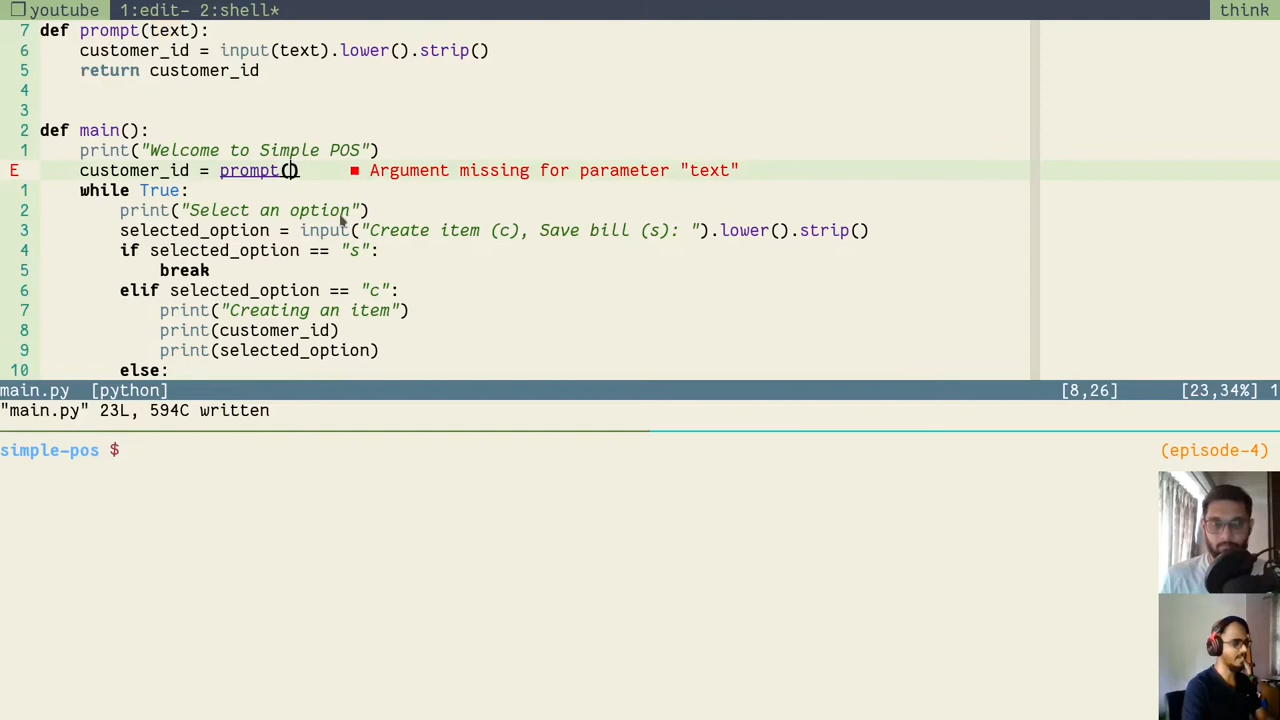 youtube 1:edit- 2:shell* think
7 def prompt(text):
6 customer_id = input(text).lower().strip()
5 return customer_id
4
3
2 def main():
1 print("Welcome to Simple POS")
E customer_id = prompt() ■ Argument missing for parameter "text"
1 while True:
2 print("Select an option")
3 selected_option = input("Create item (c), Save bill (s): ").lower().strip()
4 if selected_option == "s":
5 break
6 elif selected_option == "c":
7 print("Creating an item")
8 print(customer_id)
9 print(selected_option)
10 else:
main.py [python] [8,26] [23,34%] 1
"main.py" 23L, 594C written
simple-pos $ (episode-4)